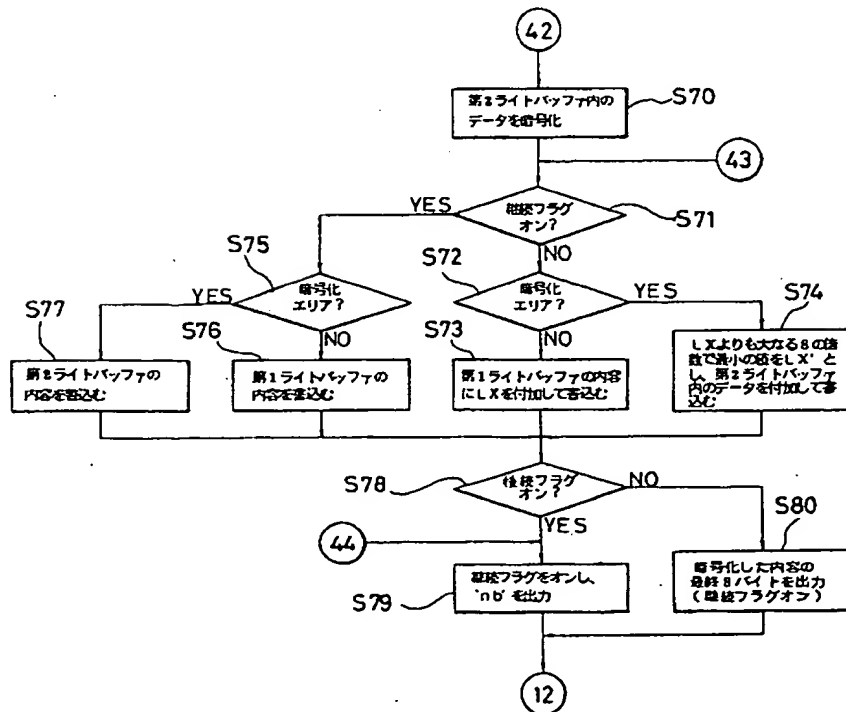 42
第2ライトバッファ内の
データを暗号化
S70
43
継続フラグ
オン?
S71
YES
NO
S75
暗号化
エリア?
YES
NO
S72
暗号化
エリア?
YES
NO
S77
第2ライトバッファの
内容を書込む
S76
第1ライトバッファの
内容を書込む
S73
第1ライトバッファの内容
にLXを付加して書込む
S74
LXよりも大なる8の倍
数で最小の値をLX'と
し、第2ライトバッファ
内のデータを付加して書
込む
S78
後続フラグ
オン?
NO
YES
44
S79
継続フラグをオンし、
'nb'を出力
S80
暗号化した内容の
最終8バイトを出力
(継続フラグオン)
12